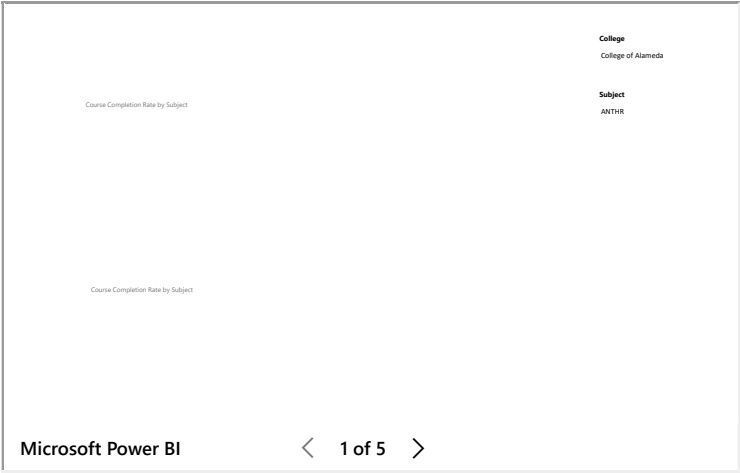 College
College of Alameda
Course Completion Rate by Subject
Subject
ANTHR
Course Completion Rate by Subject
Microsoft Power BI
1 of 5